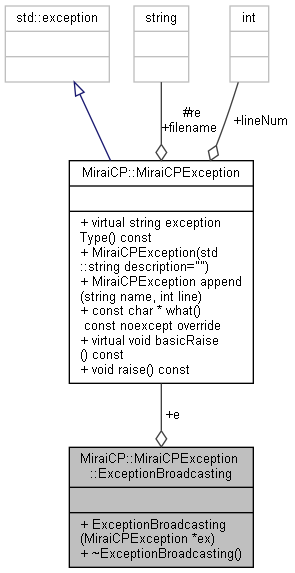 std::exception
string
int
#re
+filename
+lineNum
MiraiCP::MiraiCPException
+ virtual string exception
Type() const
+ MiraiCPException(std
::string description="")
+ MiraiCPException append
(string name, int line)
+ const char * what()
const noexcept override
+ virtual void basicRaise
() const
+ void raise() const
+e
MiraiCP::MiraiCPException
::ExceptionBroadcasting
+ ExceptionBroadcasting
(MiraiCPException *ex)
+ ~ExceptionBroadcasting()